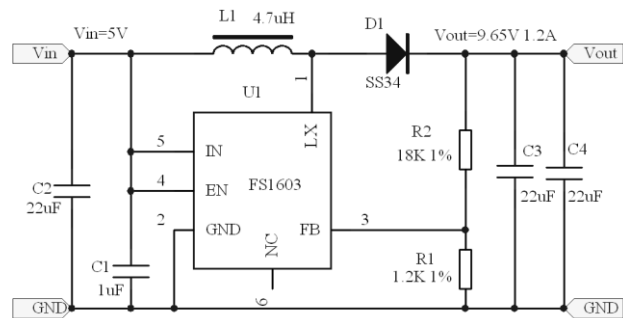 L1 4.7uH
D1
Vin Vin=5V
Vout=9.65V 1.2A Vout
SS34
U1
1
LX
R2
18K 1%
5 IN
4 EN
FS1603
C3
22uF
C4
22uF
C2
22uF
2 GND
FB 3
NC
R1
1.2K 1%
C1
1uF
6
GND
GND